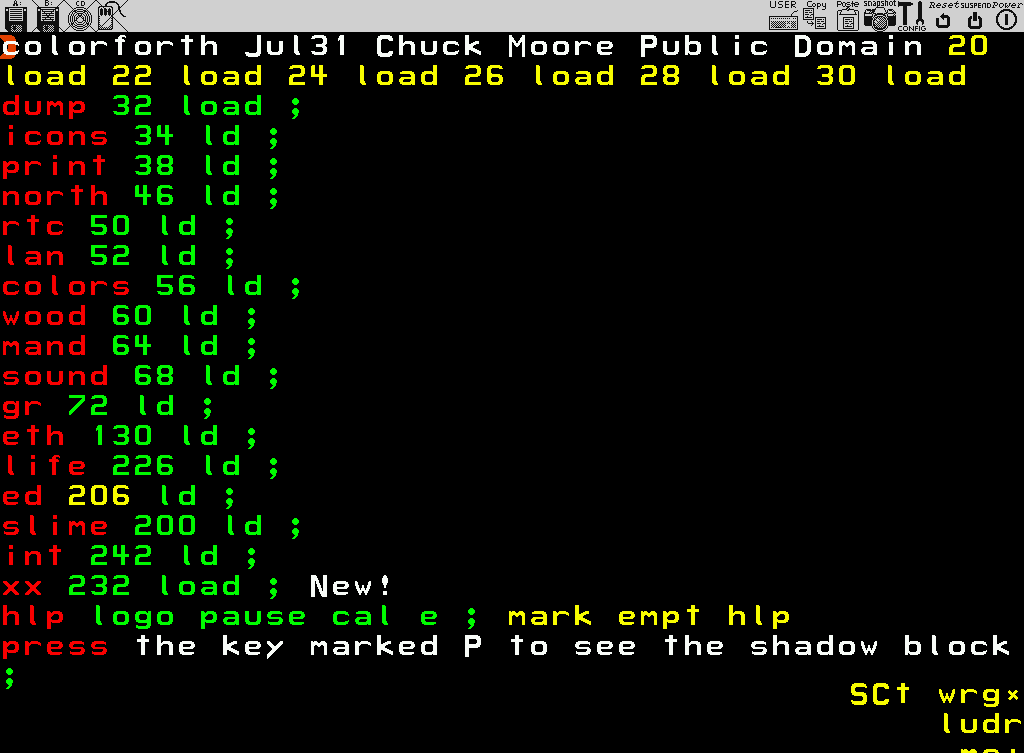 A: B: CD USER Copy Paste Snapshot CONFIG Reset SUSPEND Power
colorforth Jul31 Chuck Moore Public Domain 20
load 22 load 24 load 26 load 28 load 30 load
dump 32 load ;
icons 34 ld ;
print 38 ld ;
north 46 ld ;
rtc 50 ld ;
lan 52 ld ;
colors 56 ld ;
wood 60 ld ;
mand 64 ld ;
sound 68 ld ;
gr 72 ld ;
eth 130 ld ;
life 226 ld ;
ed 206 ld ;
slime 200 ld ;
int 242 ld ;
xx 232 load ; New!
hlp logo pause cal e ; mark empt hlp
press the key marked P to see the shadow block
;
SCt wrg×
ludr